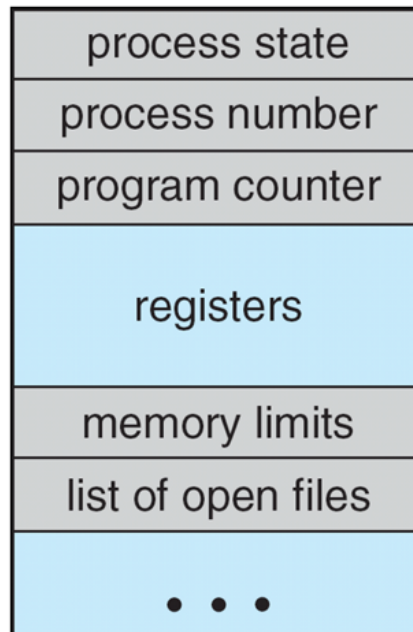 process state
process number
program counter
registers
memory limits
list of open files
• • •